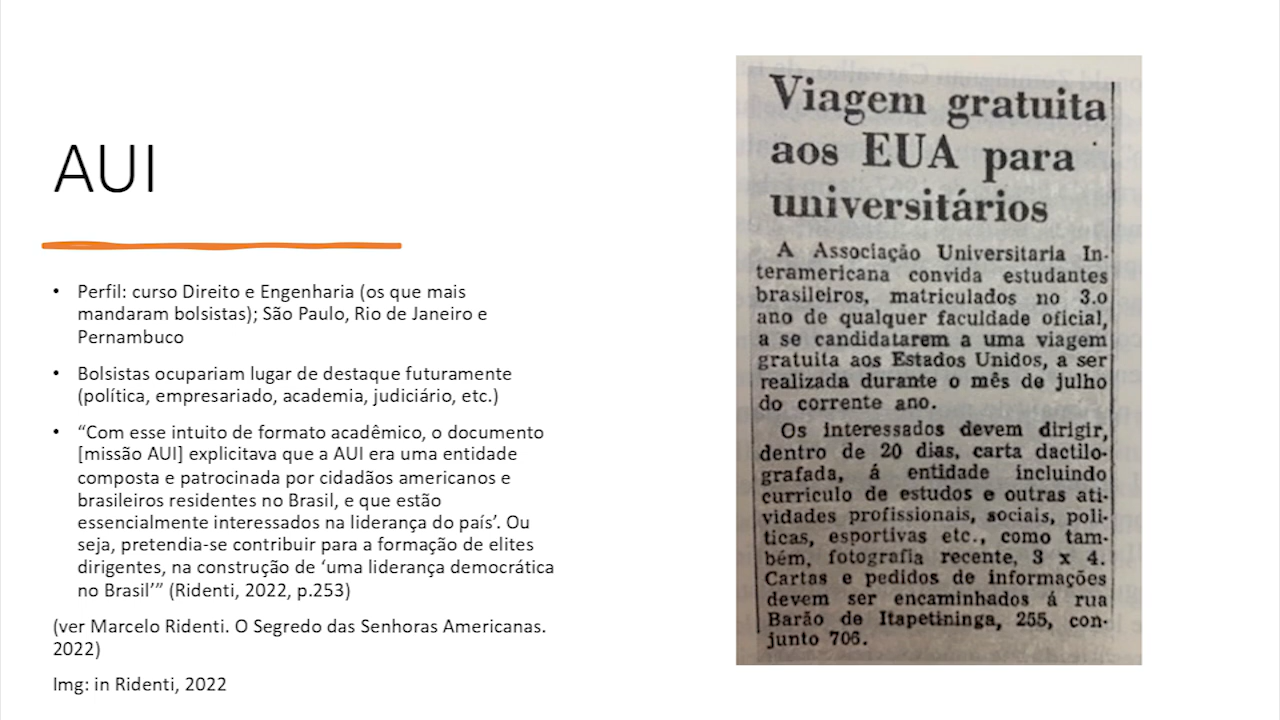 AUI
• Perfil: curso Direito e Engenharia (os que mais
mandaram bolsistas); São Paulo, Rio de Janeiro e
Pernambuco
• Bolsistas ocupariam lugar de destaque futuramente
(política, empresariado, academia, judiciário, etc.)
• “Com esse intuito de formato acadêmico, o documento
[missão AUI] explicitava que a AUI era uma entidade
composta e patrocinada por cidadãos americanos e
brasileiros residentes no Brasil, e que estão
essencialmente interessados na liderança do país’. Ou
seja, pretendia-se contribuir para a formação de elites
dirigentes, na construção de ‘uma liderança democrática
no Brasil’” (Ridenti, 2022, p.253)
(ver Marcelo Ridenti. O Segredo das Senhoras Americanas.
2022)
Img: in Ridenti, 2022
Viagem gratuita
aos EUA para
universitários
A Associação Universitaria In-
teramericana convida estudantes
brasileiros, matriculados no 3.o
ano de qualquer faculdade oficial,
a se candidatarem a uma viagem
gratuita aos Estados Unidos, a ser
realizada durante o mês de julho
do corrente ano.
Os interessados devem dirigir,
dentro de 20 dias, carta dactilo-
grafada, á entidade incluindo
curriculo de estudos e outras ati-
vidades profissionais, sociais, poli-
ticas, esportivas etc., como tam-
bém, fotografia recente, 3 x 4.
Cartas e pedidos de informações
devem ser encaminhados á rua
Barão de Itapetininga, 255, con-
junto 706.